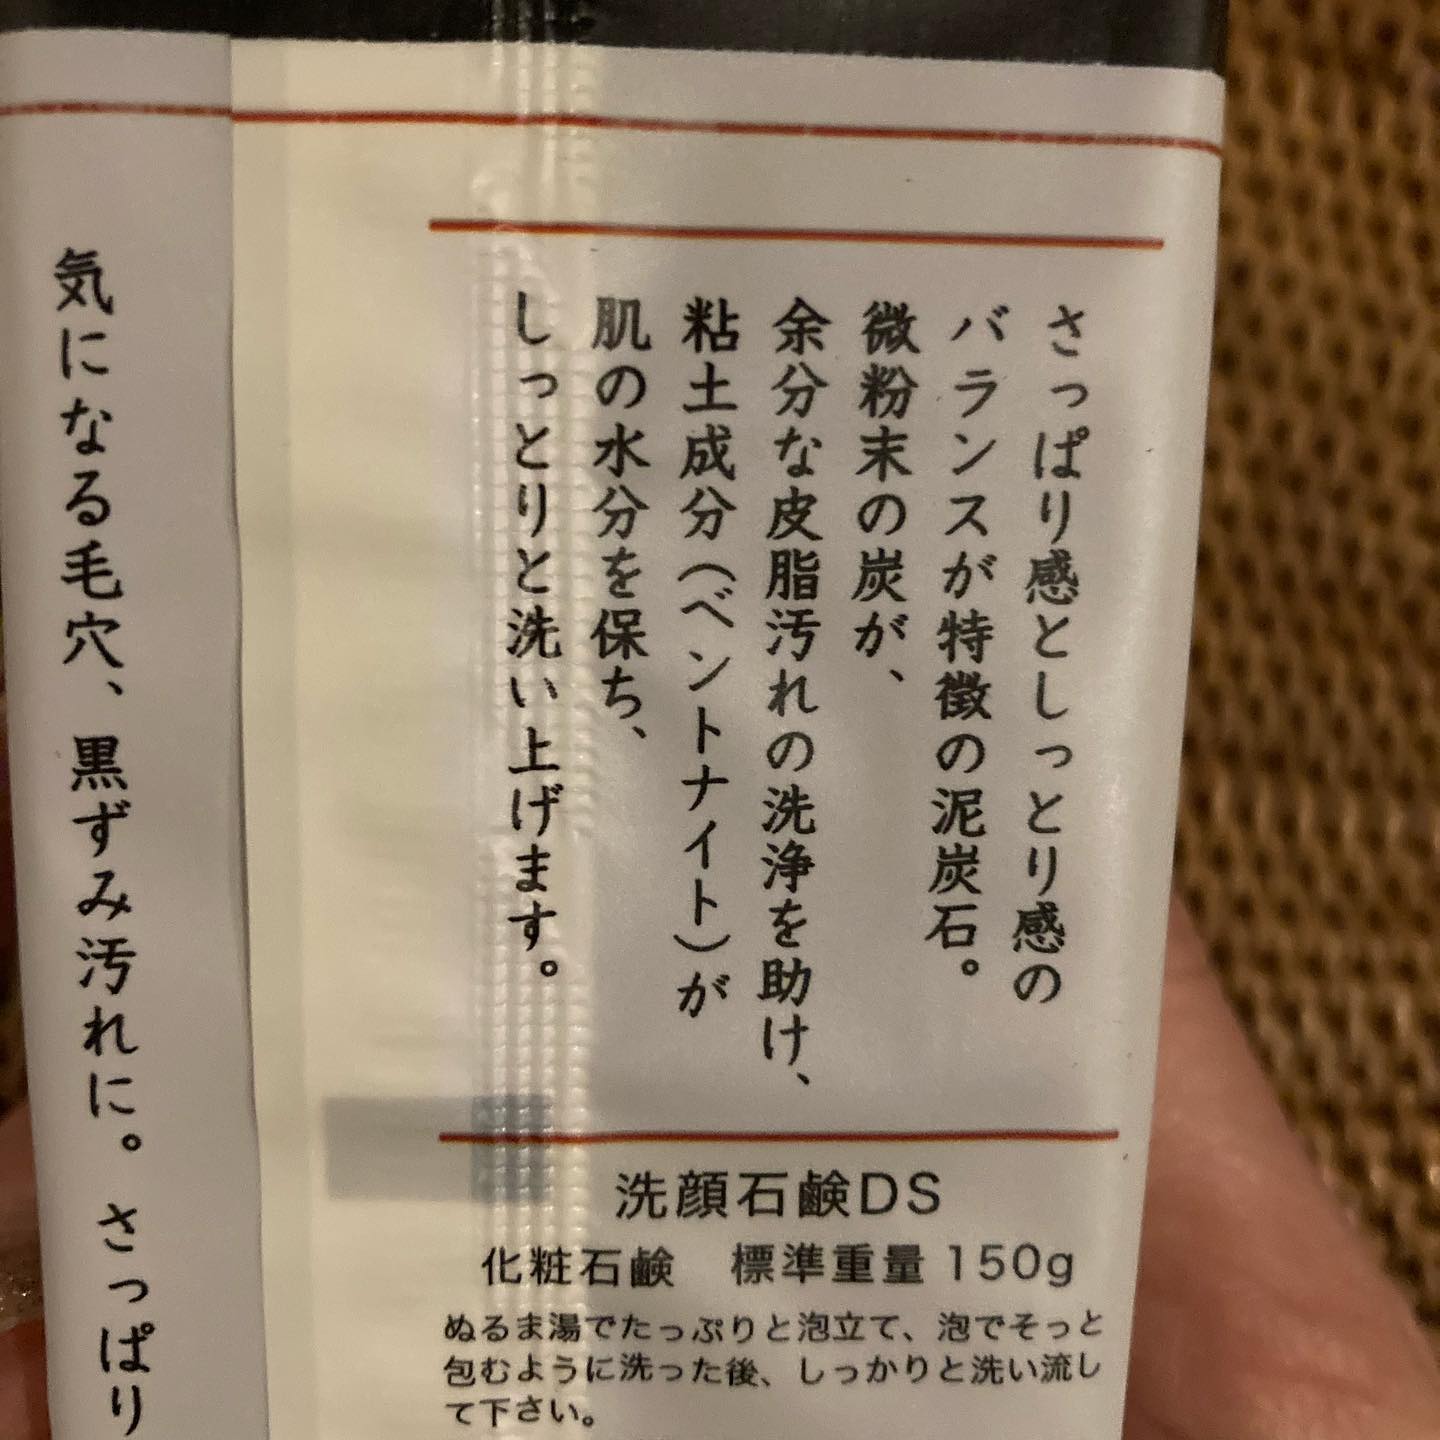 さっぱり感としっとり感の
バランスが特徴の泥炭石。
微粉末の炭が、
余分な皮脂汚れの洗浄を助け、
粘土成分（ベントナイト）が
肌の水分を保ち、
しっとりと洗い上げます。
気になる毛穴、黒ずみ汚れに。さっぱり
洗顔石鹸DS
化粧石鹸　標準重量150g
ぬるま湯でたっぷりと泡立て、泡でそっと
包むように洗った後、しっかりと洗い流し
て下さい。